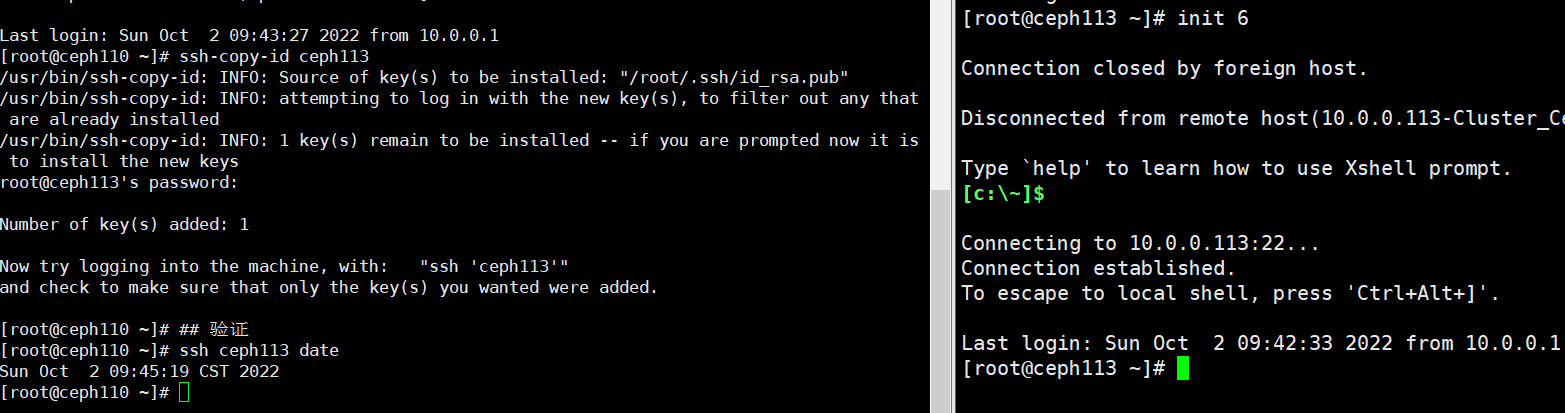 Last login: Sun Oct  2 09:43:27 2022 from 10.0.0.1
[root@ceph110 ~]# ssh-copy-id ceph113
/usr/bin/ssh-copy-id: INFO: Source of key(s) to be installed: "/root/.ssh/id_rsa.pub"
/usr/bin/ssh-copy-id: INFO: attempting to log in with the new key(s), to filter out any that
 are already installed
/usr/bin/ssh-copy-id: INFO: 1 key(s) remain to be installed -- if you are prompted now it is
 to install the new keys
root@ceph113's password:
Number of key(s) added: 1
Now try logging into the machine, with:   "ssh 'ceph113'"
and check to make sure that only the key(s) you wanted were added.
[root@ceph110 ~]# ## 验证
[root@ceph110 ~]# ssh ceph113 date
Sun Oct  2 09:45:19 CST 2022
[root@ceph110 ~]#
[root@ceph113 ~]# init 6
Connection closed by foreign host.
Disconnected from remote host(10.0.0.113-Cluster_Ce
Type `help' to learn how to use Xshell prompt.
[c:\~]$
Connecting to 10.0.0.113:22...
Connection established.
To escape to local shell, press 'Ctrl+Alt+]'.
Last login: Sun Oct  2 09:42:33 2022 from 10.0.0.1
[root@ceph113 ~]#